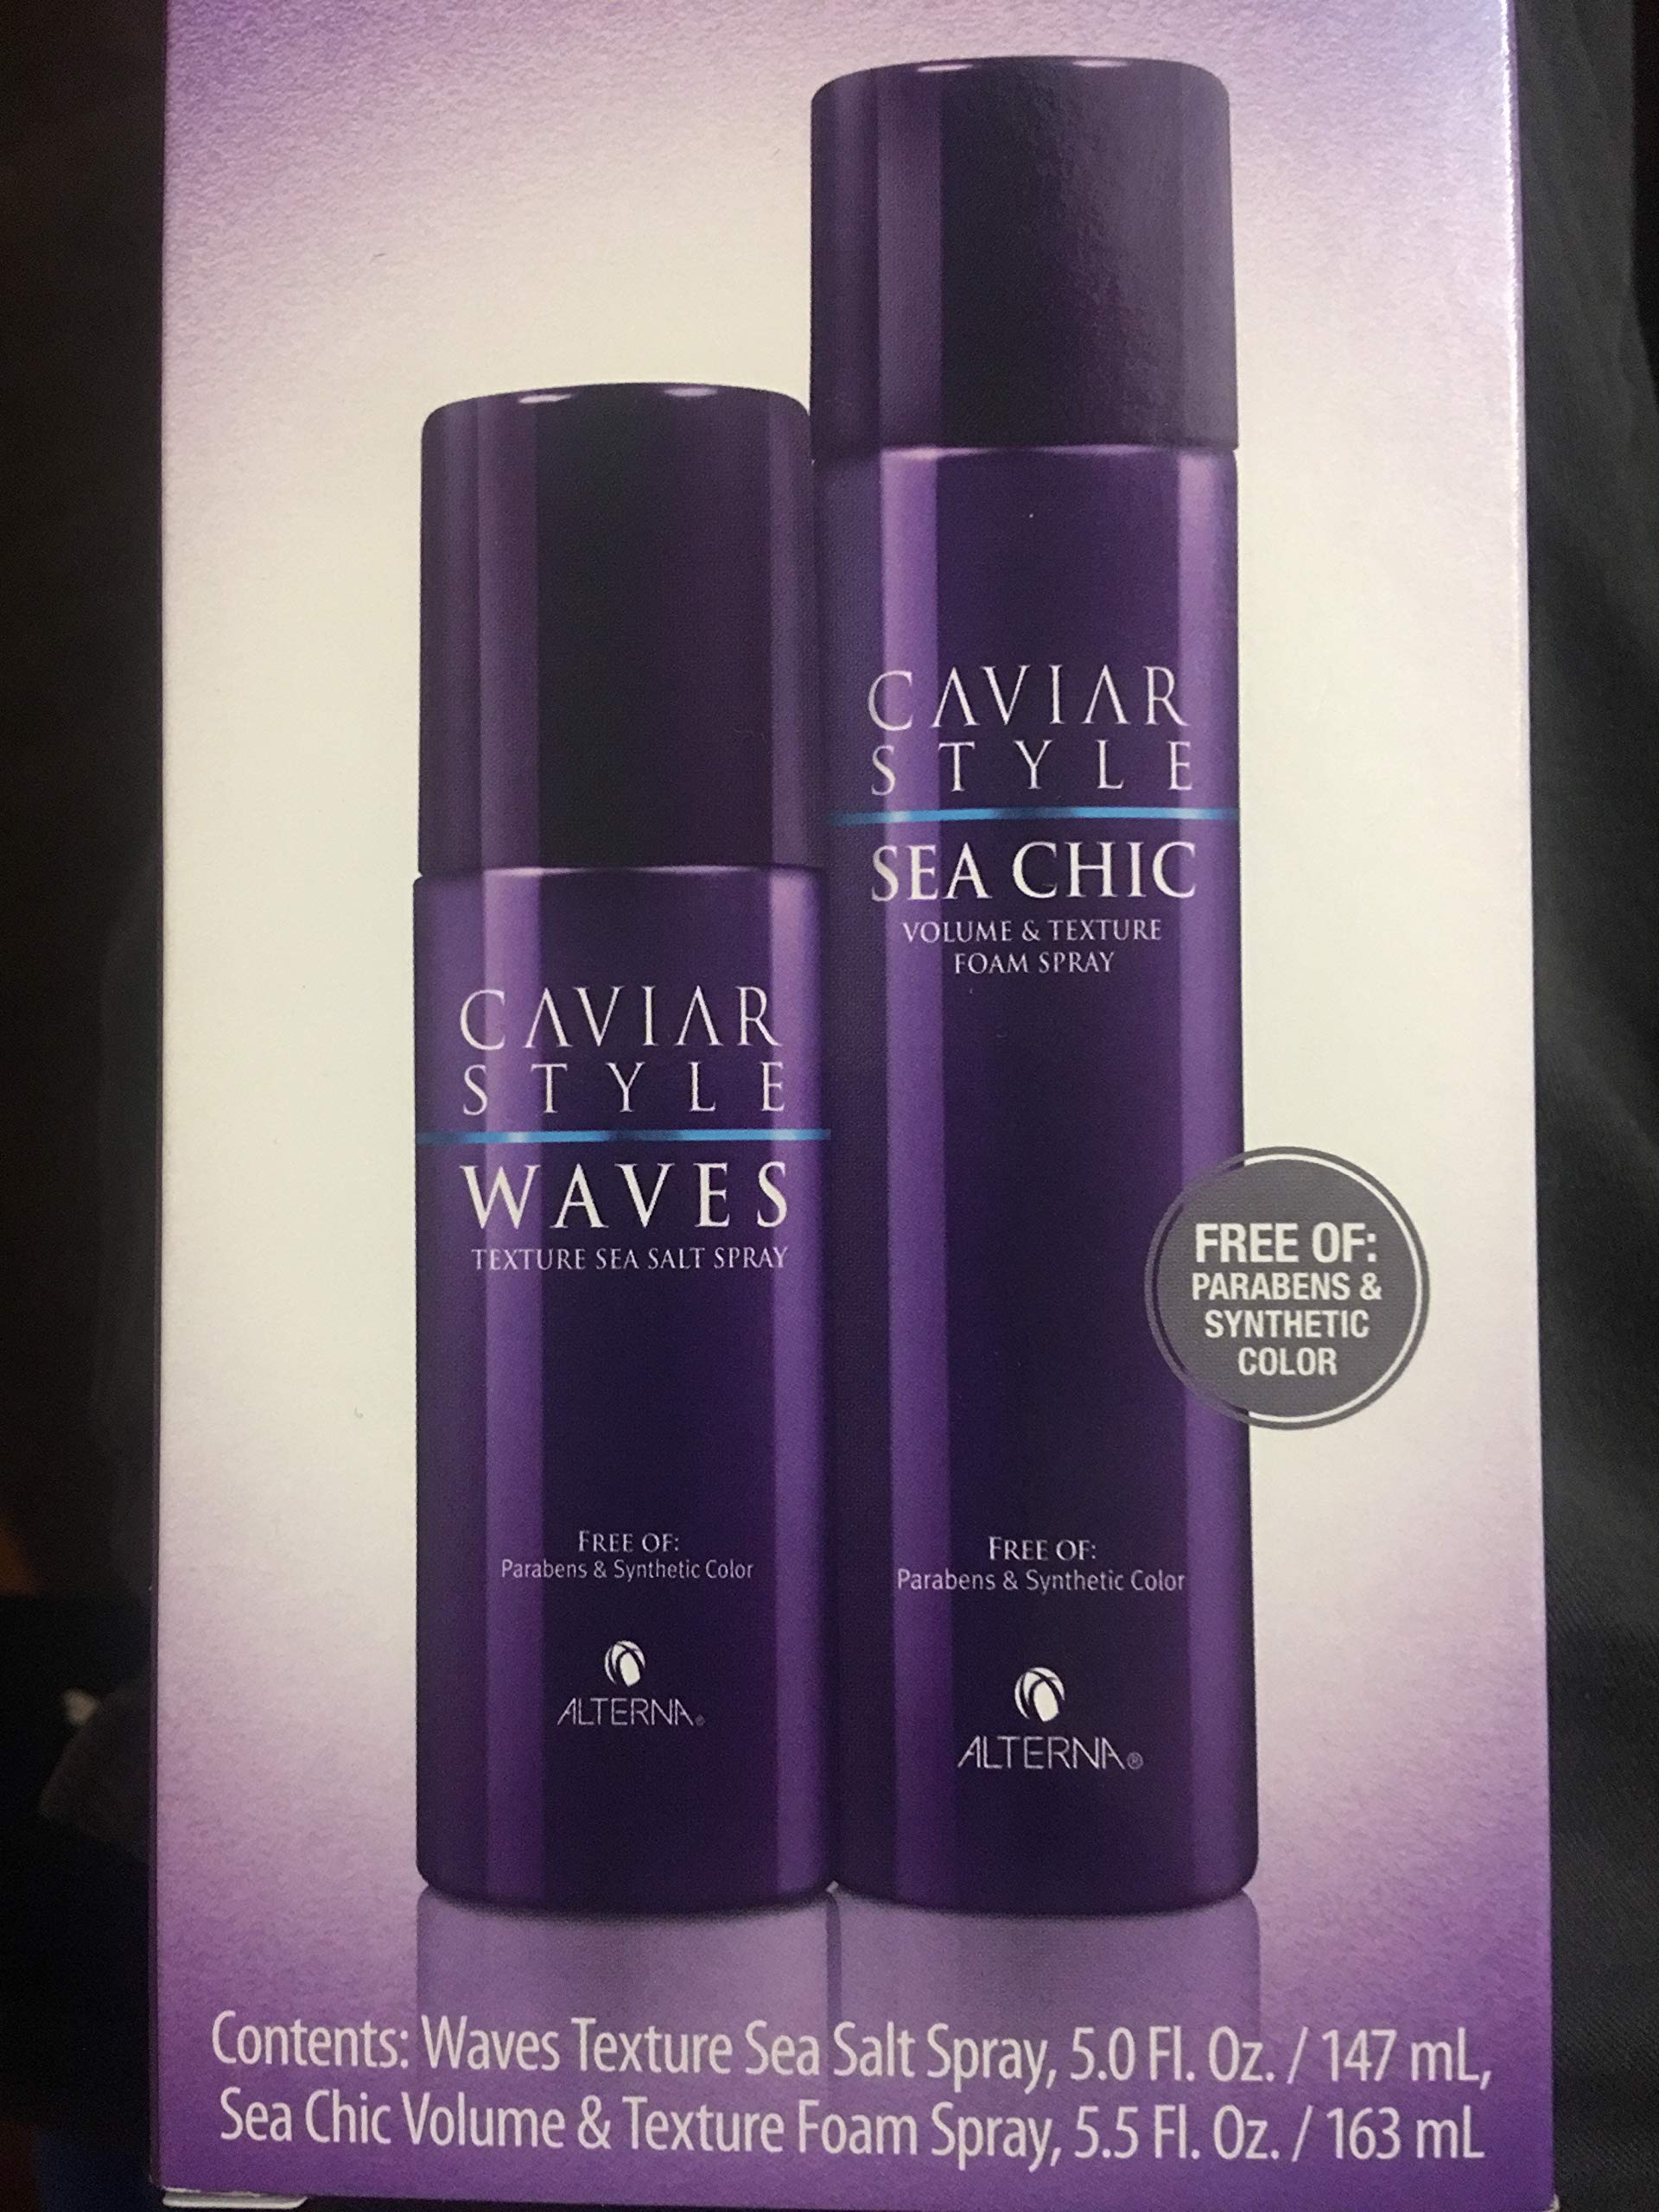 CAVIAR
STYLE
SEA CHIC
VOLUME & TEXTURE
FOAM SPRAY
FREE OF:
Parabens & Synthetic Color
ALTERNA®
CAVIAR
STYLE
WAVES
TEXTURE SEA SALT SPRAY
FREE OF:
Parabens & Synthetic Color
ALTERNA®
FREE OF:
PARABENS &
SYNTHETIC
COLOR
Contents: Waves Texture Sea Salt Spray, 5.0 Fl. Oz. / 147 mL,
Sea Chic Volume & Texture Foam Spray, 5.5 Fl. Oz. / 163 mL